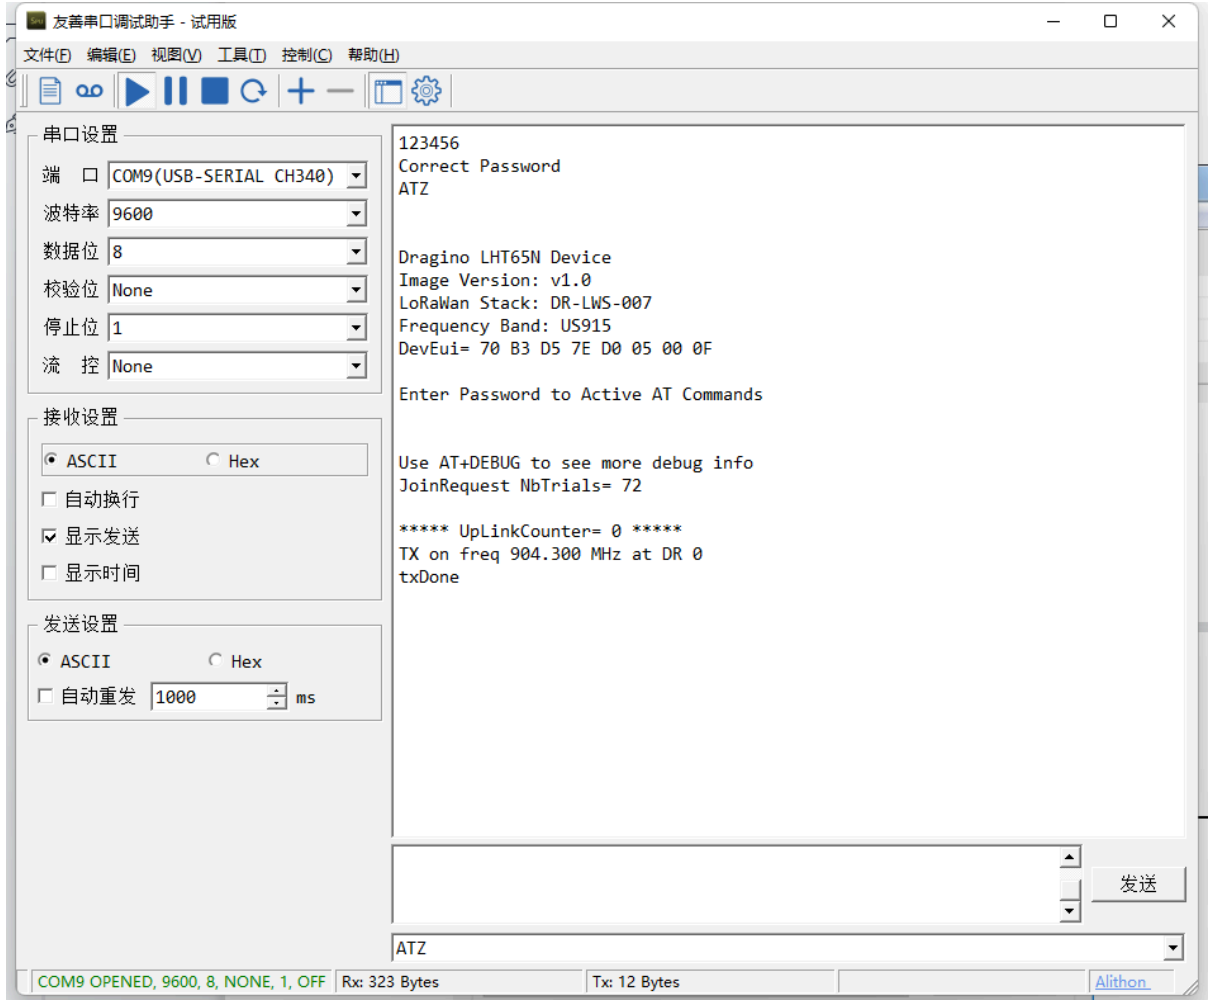 友善串口调试助手 - 试用版
文件(F) 编辑(E) 视图(V) 工具(T) 控制(C) 帮助(H)
串口设置
端 口 COM9(USB-SERIAL CH340)
波特率 9600
数据位 8
校验位 None
停止位 1
流 控 None
接收设置
ASCII Hex
自动换行
显示发送
显示时间
发送设置
ASCII Hex
自动重发 1000 ms
123456
Correct Password
ATZ
Dragino LHT65N Device
Image Version: v1.0
LoRaWan Stack: DR-LWS-007
Frequency Band: US915
DevEui= 70 B3 D5 7E D0 05 00 0F
Enter Password to Active AT Commands
Use AT+DEBUG to see more debug info
JoinRequest NbTrials= 72
***** UpLinkCounter= 0 *****
TX on freq 904.300 MHz at DR 0
txDone
发送
ATZ
COM9 OPENED, 9600, 8, NONE, 1, OFF Rx: 323 Bytes Tx: 12 Bytes Alithon